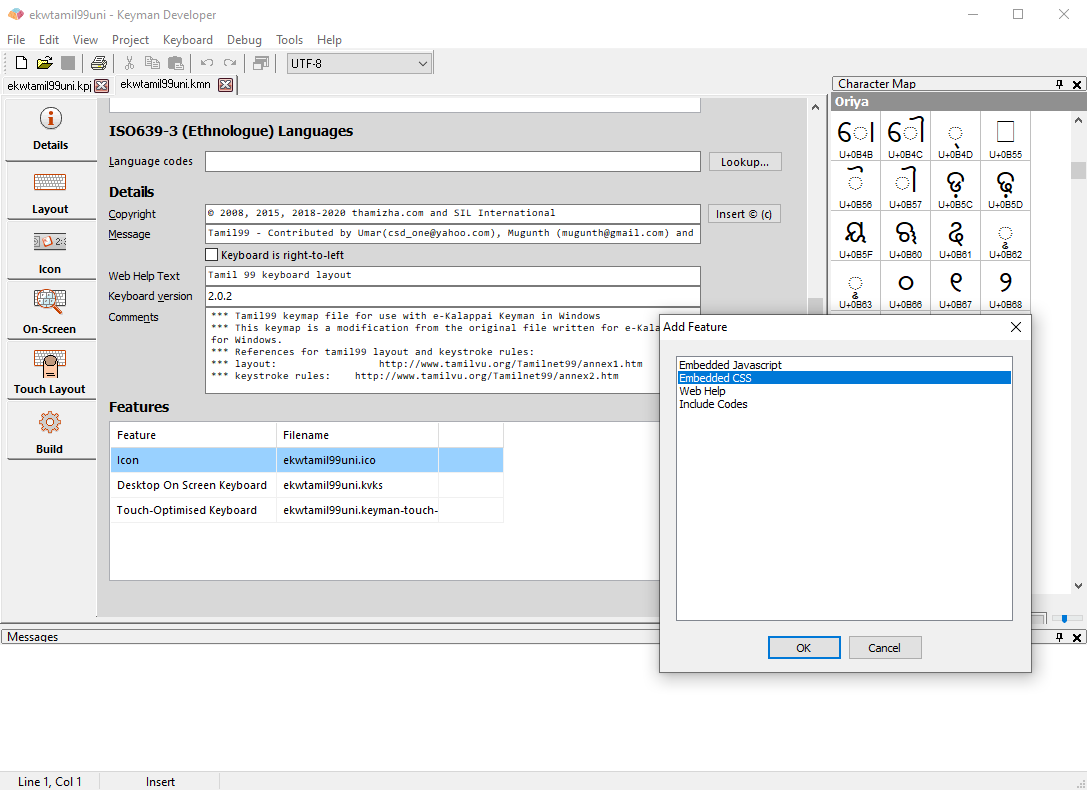 ekwtamil99uni - Keyman Developer
File Edit View Project Keyboard Debug Tools Help
UTF-8
ekwtamil99uni.kpj
ekwtamil99uni.kmn
Details
Layout
Icon
On-Screen
Touch Layout
Build
ISO639-3 (Ethnologue) Languages
Language codes
Lookup...
Details
Copyright
© 2008, 2015, 2018-2020 thamizha.com and SIL International
Insert © (c)
Message
Tamil99 - Contributed by Umar(csd_one@yahoo.com), Mugunth (mugunth@gmail.com) and
Keyboard is right-to-left
Web Help Text
Tamil 99 keyboard layout
Keyboard version
2.0.2
Comments
*** Tamil99 keymap file for use with e-Kalappai Keyman in Windows
*** This keymap is a modification from the original file written for e-Kala
for Windows.
*** References for tamil99 layout and keystroke rules:
*** layout: http://www.tamilvu.org/Tamilnet99/annex1.htm
*** keystroke rules: http://www.tamilvu.org/Tamilnet99/annex2.htm
Features
Feature Filename
Icon ekwtamil99uni.ico
Desktop On Screen Keyboard ekwtamil99uni.kvks
Touch-Optimised Keyboard ekwtamil99uni.keyman-touch-
Character Map
Oriya
ୋ ୌ ୍
U+0B4B U+0B4C U+0B4D U+0B55
ୖ ୗ ଡ଼ ଢ଼
U+0B56 U+0B57 U+0B5C U+0B5D
ୟ ୠ ୡ ୢ
U+0B5F U+0B60 U+0B61 U+0B62
ୣ ୦ ୧ ୨
U+0B63 U+0B66 U+0B67 U+0B68
Add Feature
Embedded Javascript
Embedded CSS
Web Help
Include Codes
OK Cancel
Messages
Line 1, Col 1 Insert